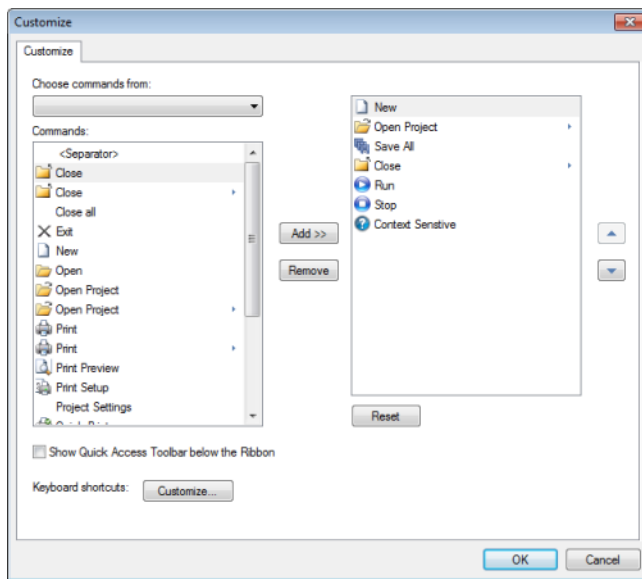 Customize
Customize
Choose commands from:
Commands:
<Separator>
Close
Close
Close all
Exit
New
Open
Open Project
Open Project
Print
Print
Print Preview
Print Setup
Project Settings
Add >>
Remove
New
Open Project
Save All
Close
Run
Stop
Context Senstive
Reset
Show Quick Access Toolbar below the Ribbon
Keyboard shortcuts:
Customize...
OK
Cancel